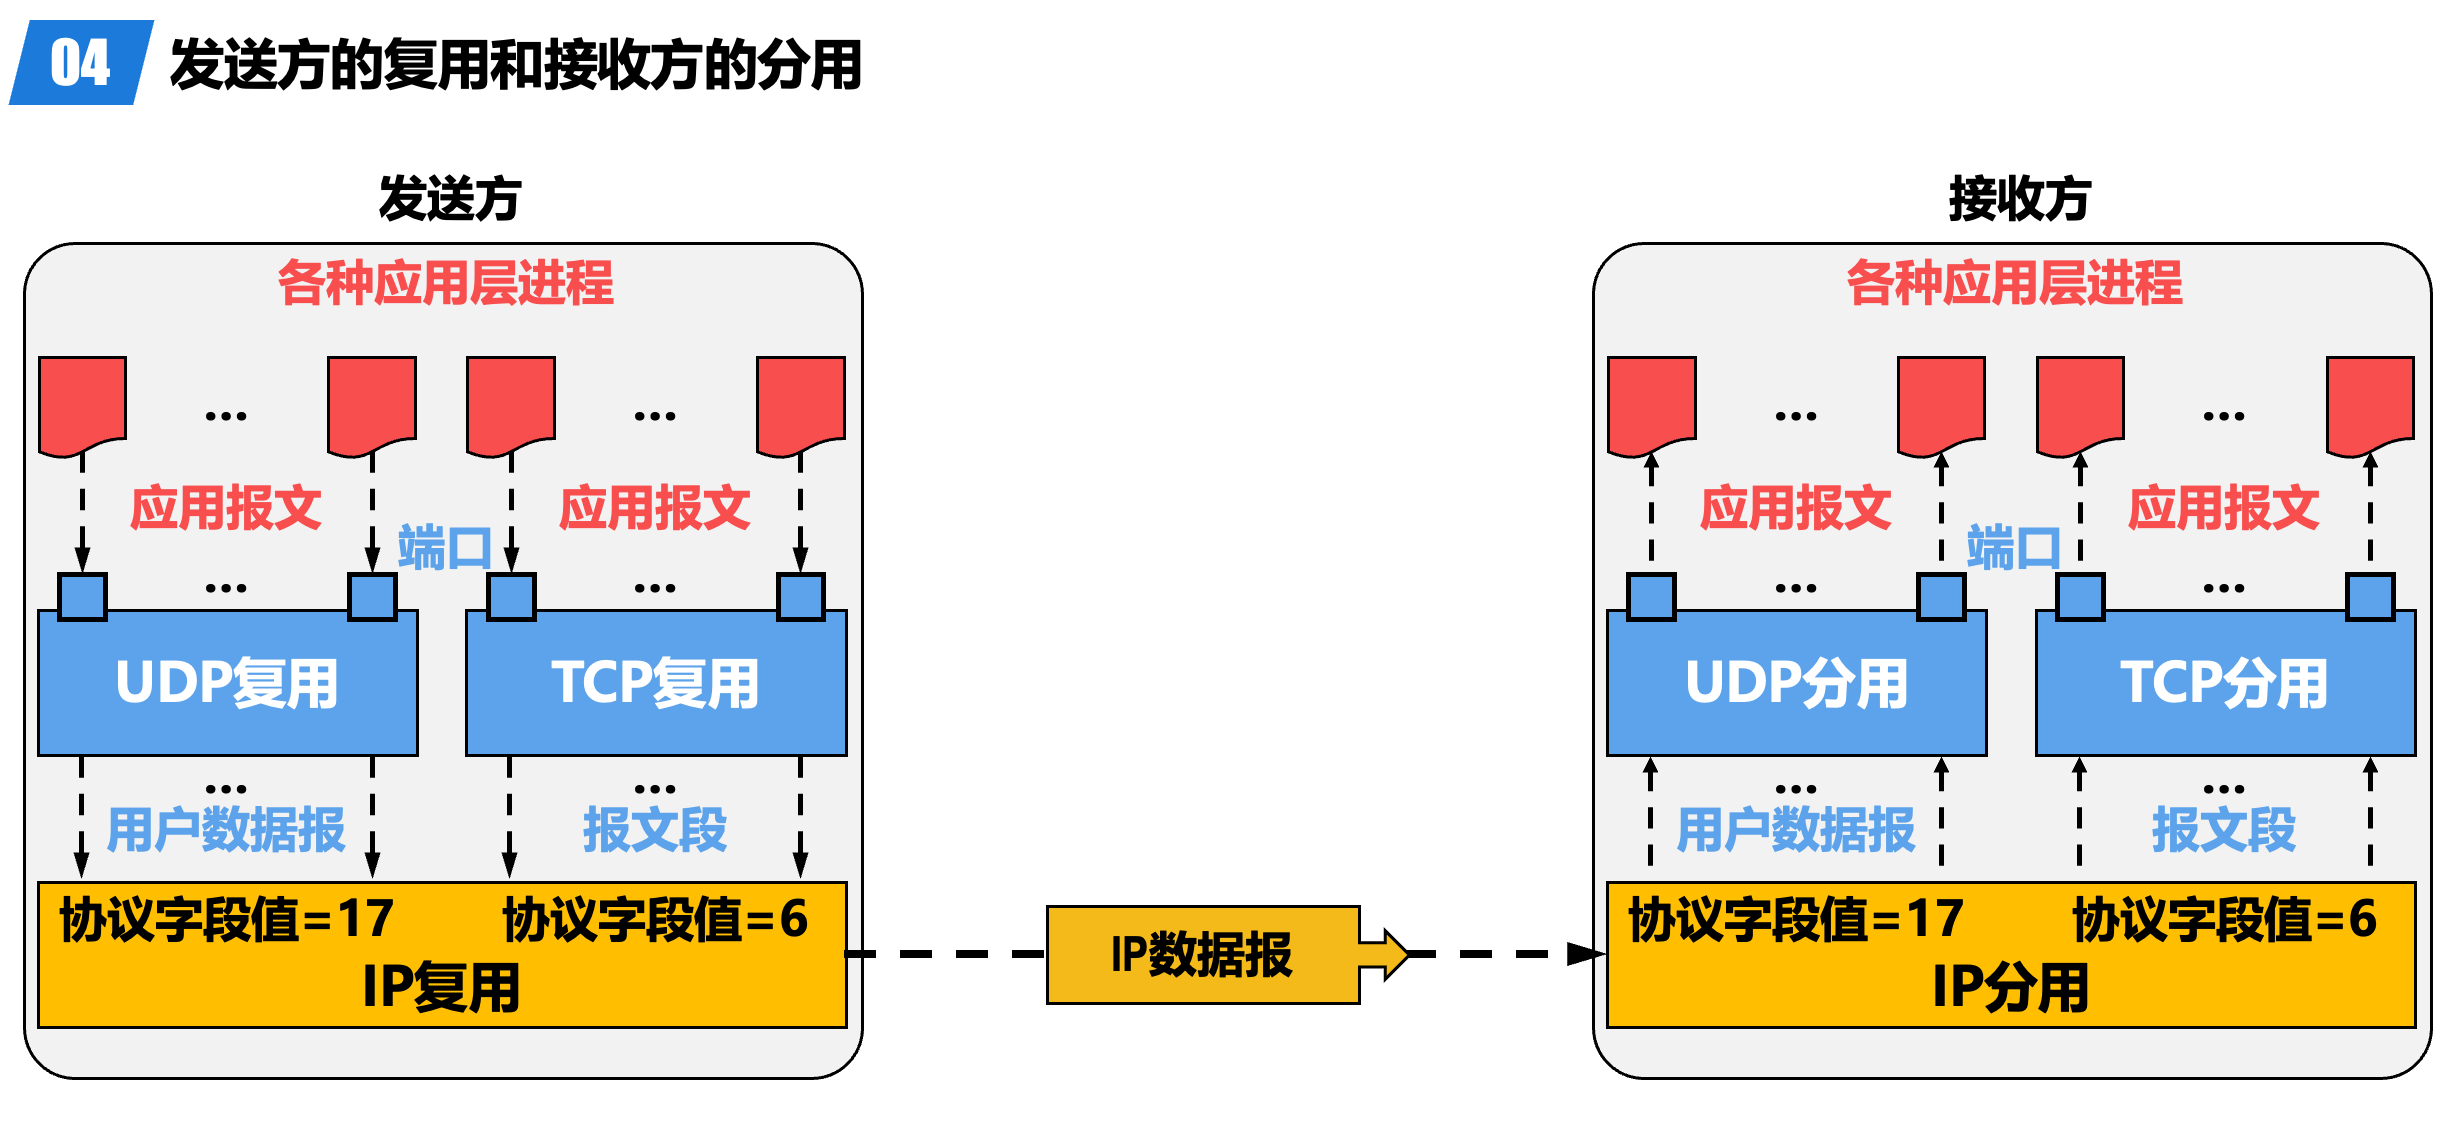 04 发送方的复用和接收方的分用
发送方
各种应用层进程
... ...
应用报文 应用报文
端口
... ...
UDP复用 TCP复用
... ...
用户数据报 报文段
协议字段值=17 协议字段值=6
IP复用
IP数据报
接收方
各种应用层进程
... ...
应用报文 应用报文
端口
... ...
UDP分用 TCP分用
... ...
用户数据报 报文段
协议字段值=17 协议字段值=6
IP分用